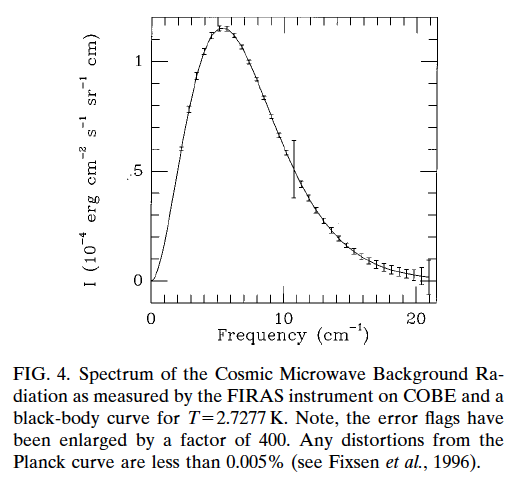 I (10⁻⁴ erg cm⁻² s⁻¹ sr⁻¹ cm)
1
.5
0
0
10
20
Frequency (cm⁻¹)
FIG. 4. Spectrum of the Cosmic Microwave Background Ra-
diation as measured by the FIRAS instrument on COBE and a
black-body curve for T=2.7277 K. Note, the error flags have
been enlarged by a factor of 400. Any distortions from the
Planck curve are less than 0.005% (see Fixsen et al., 1996).